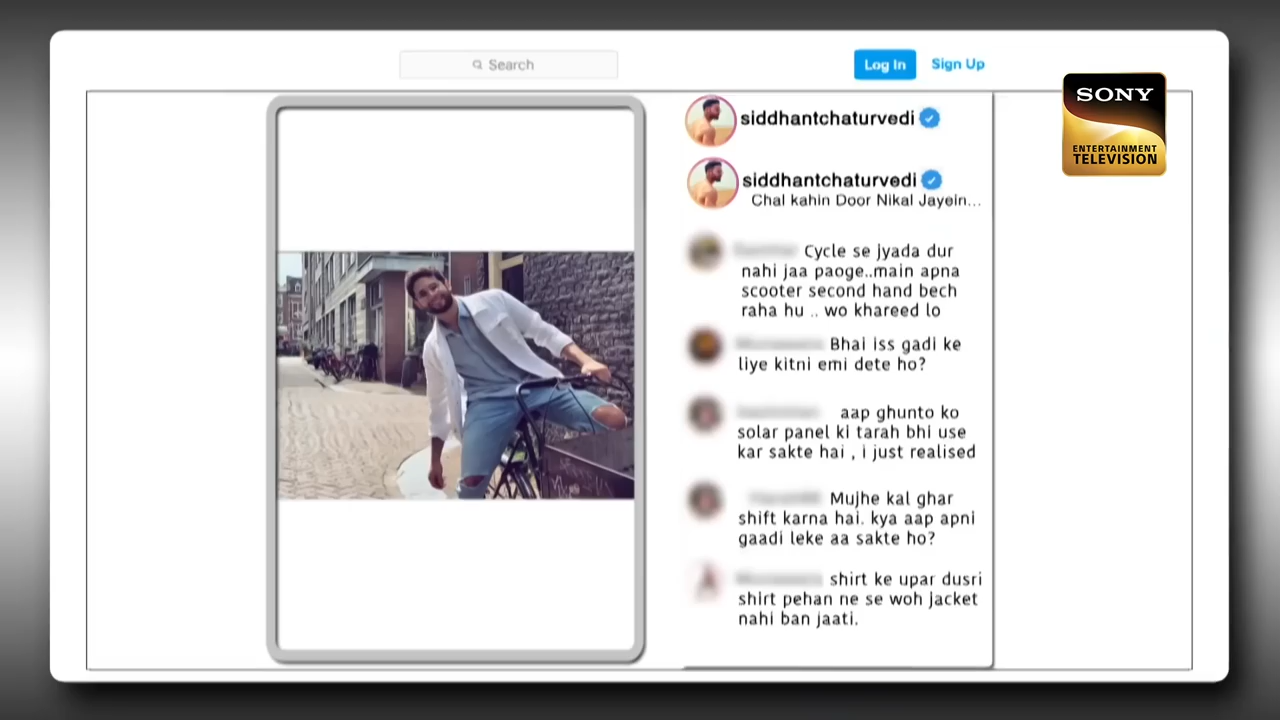 Search
Log In
Sign Up
SONY
ENTERTAINMENT
TELEVISION
siddhantchaturvedi
siddhantchaturvedi
Chal kahin Door Nikal Jayein...
Cycle se jyada dur
nahi jaa paoge..main apna
scooter second hand bech
raha hu .. wo khareed lo
Bhai iss gadi ke
liye kitni emi dete ho?
aap ghunto ko
solar panel ki tarah bhi use
kar sakte hai , i just realised
Mujhe kal ghar
shift karna hai. kya aap apni
gaadi leke aa sakte ho?
shirt ke upar dusri
shirt pehan ne se woh jacket
nahi ban jaati.